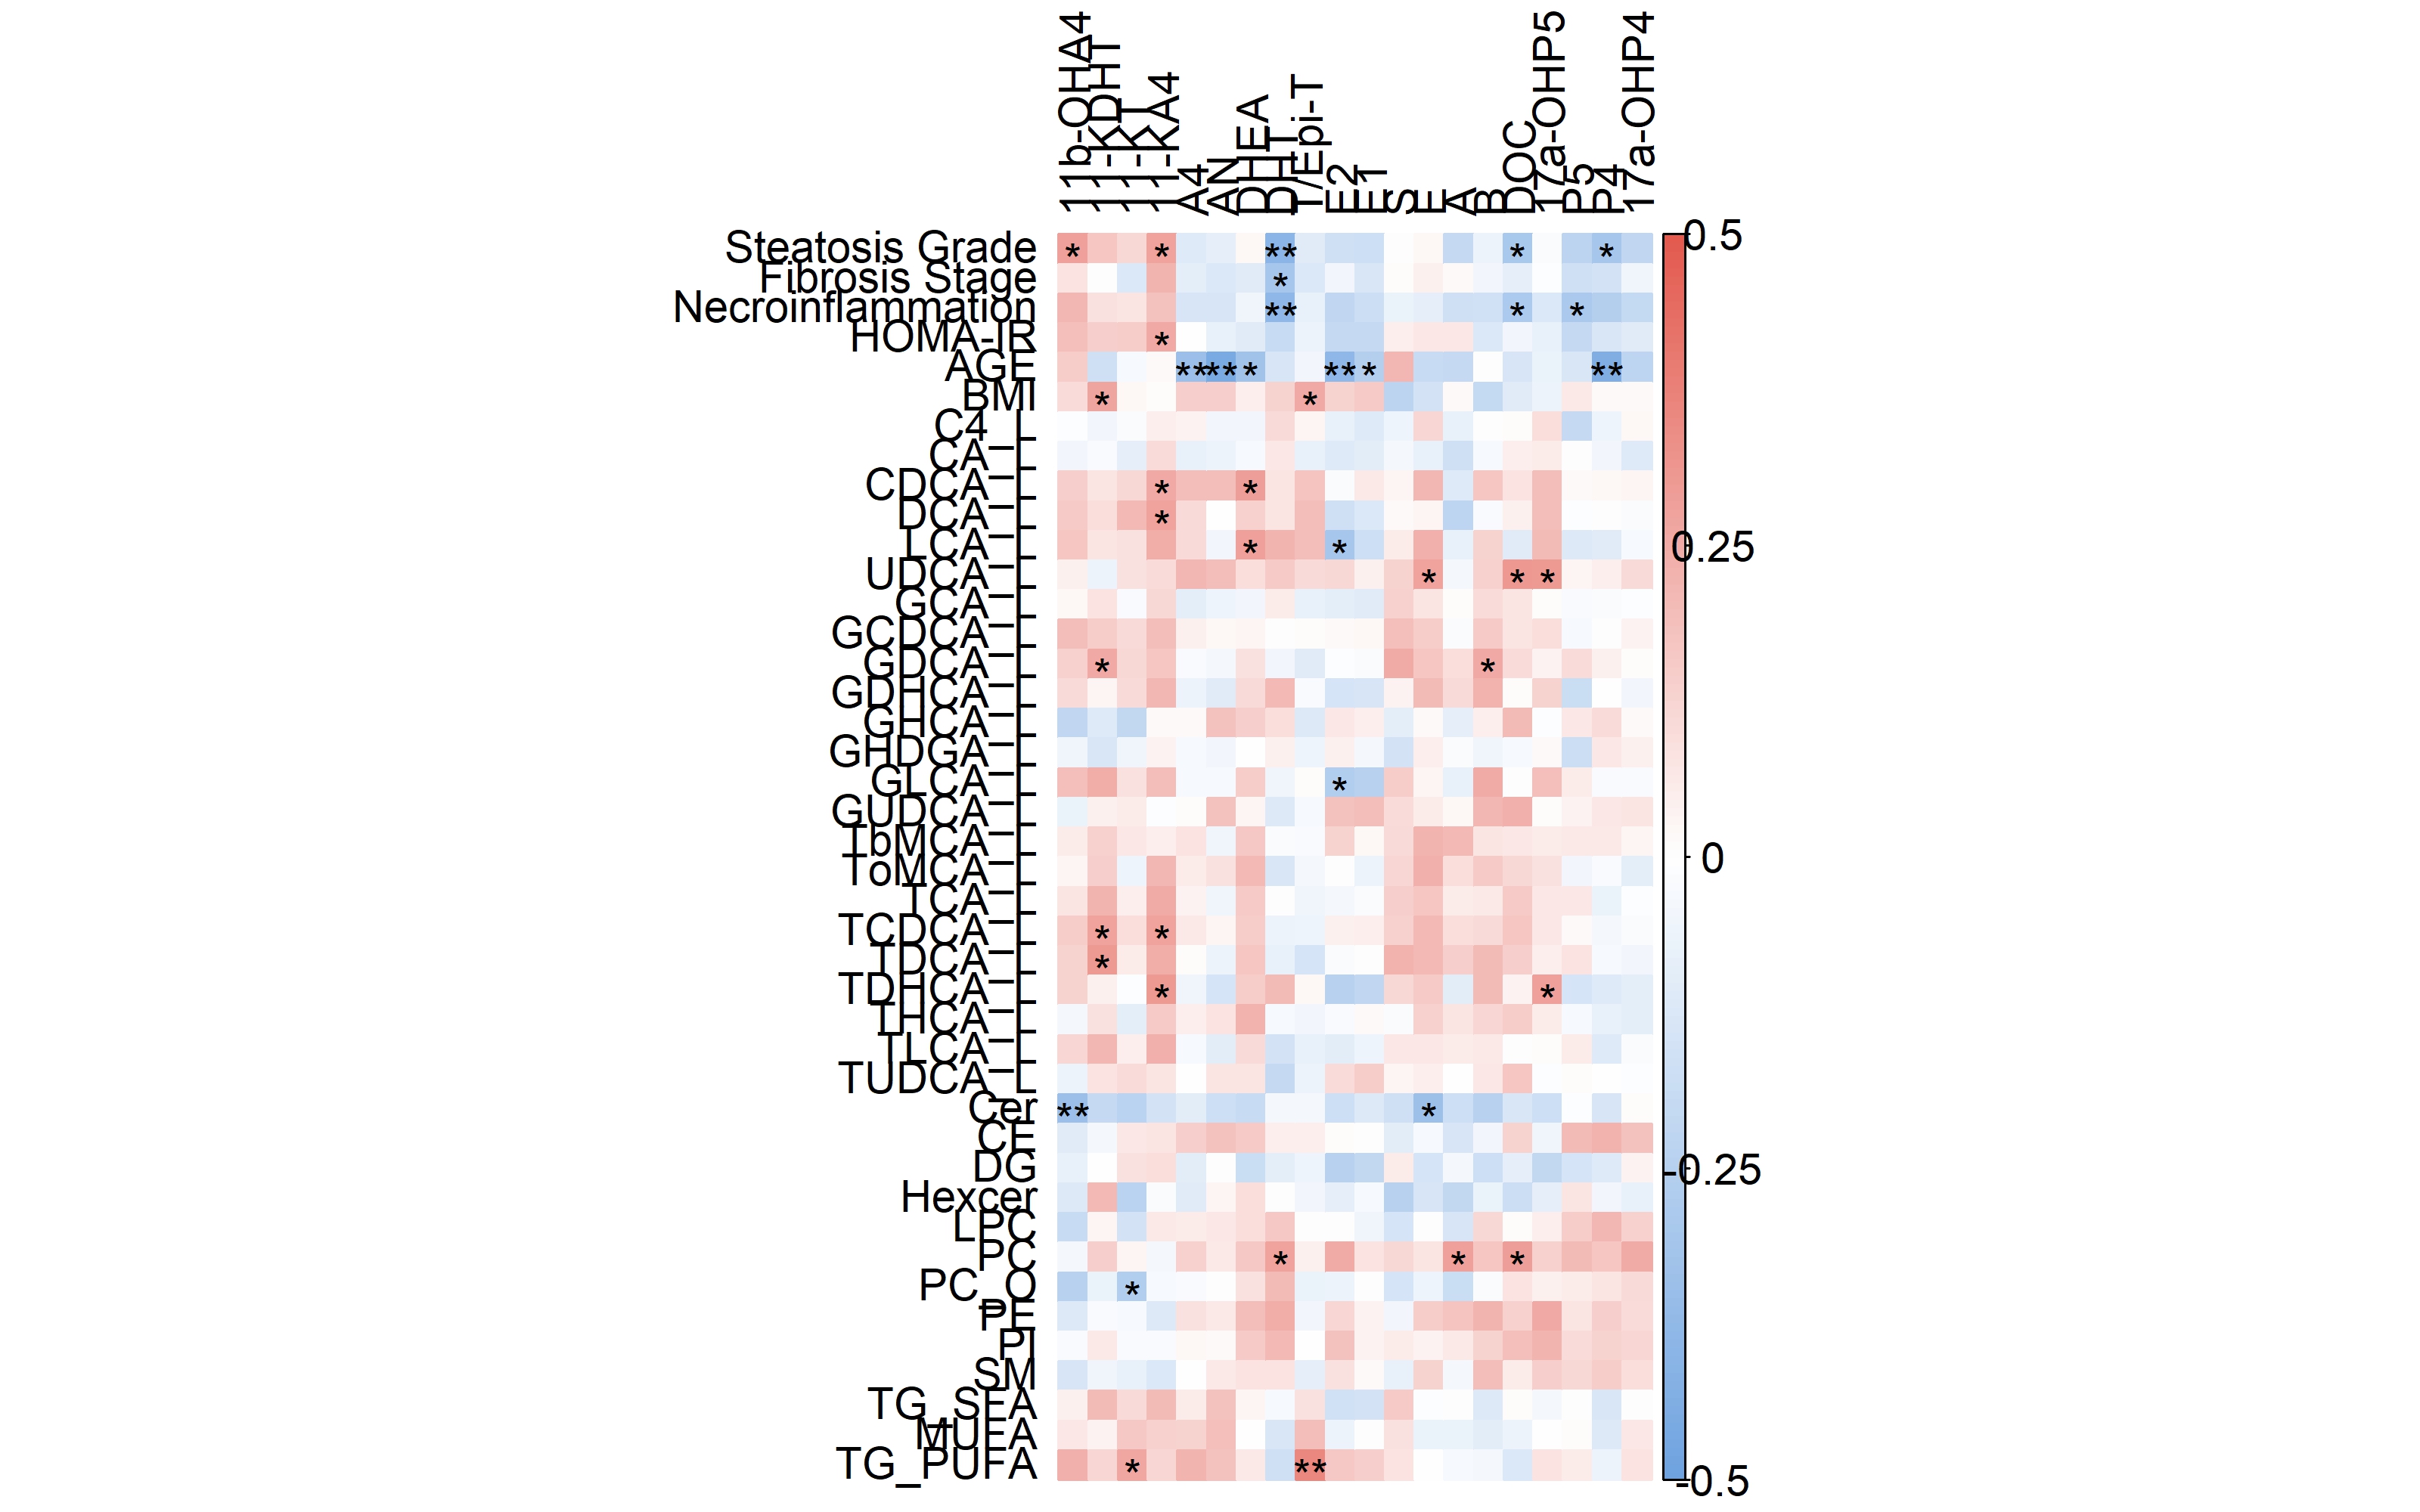 11b-OHA4
11-KDHT
11-KT
11-KA4
A4
AN
DHEA
DHT
T/Epi-T
E2
E1
S
E
A
B
DOC
17a-OHP5
P5
P4
17a-OHP4
Steatosis Grade * * ** * *
Fibrosis Stage *
Necroinflammation ** * *
HOMA-IR *
AGE ** ** * ** * **
BMI * *
C4_L
CA_L
CDCA_L * *
DCA_L *
LCA_L * *
UDCA_L * * *
GCA_L
GCDCA_L
GDCA_L * *
GDHCA_L
GHCA_L
GHDGA_L
GLCA_L *
GUDCA_L
TbMCA_L
ToMCA_L
TCA_L
TCDCA_L * *
TDCA_L *
TDHCA_L * *
THCA_L
TLCA_L
TUDCA_L
Cer ** *
CE
DG
Hexcer
LPC
PC * * *
PC_O *
PE
PI
SM
TG_SFA
MUFA
TG_PUFA * **
0.5
0.25
0
-0.25
-0.5